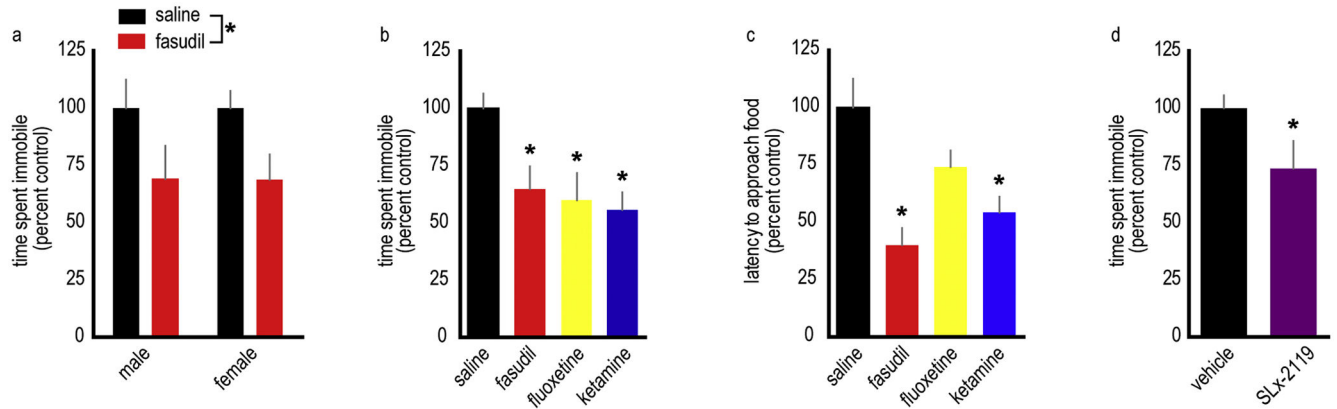 saline
fasudil
*
a
time spent immobile
(percent control)
125
100
75
50
25
0
male
female
b
time spent immobile
(percent control)
125
100
75
50
25
0
*
*
*
saline
fasudil
fluoxetine
ketamine
c
latency to approach food
(percent control)
125
100
75
50
25
0
*
*
saline
fasudil
fluoxetine
ketamine
d
time spent immobile
(percent control)
125
100
75
50
25
0
*
vehicle
SLx-2119